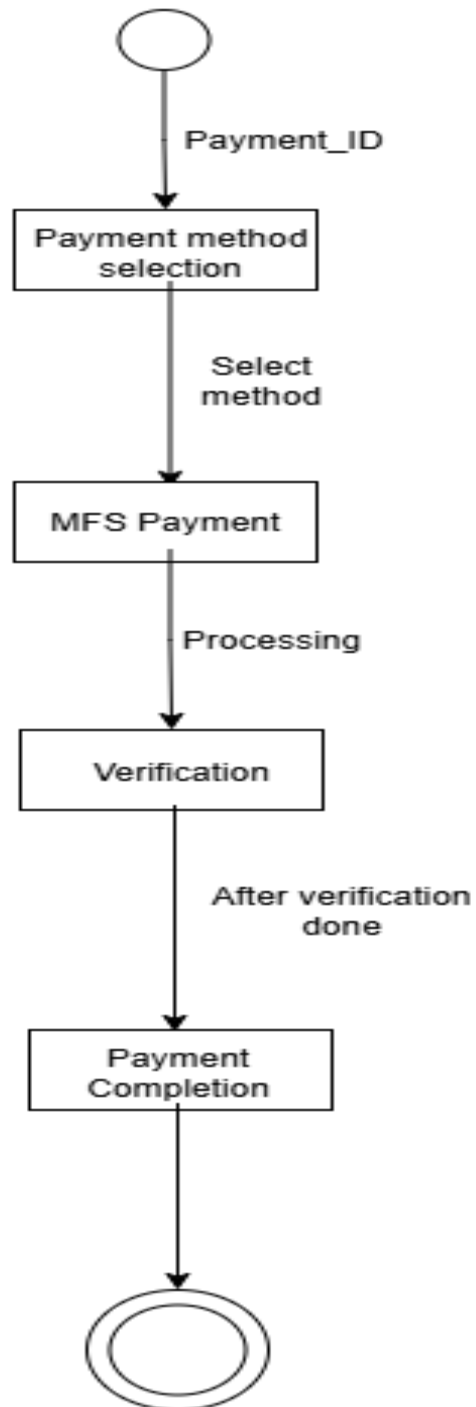 Payment_ID
Payment method
selection
Select
method
MFS Payment
Processing
Verification
After verification
done
Payment
Completion